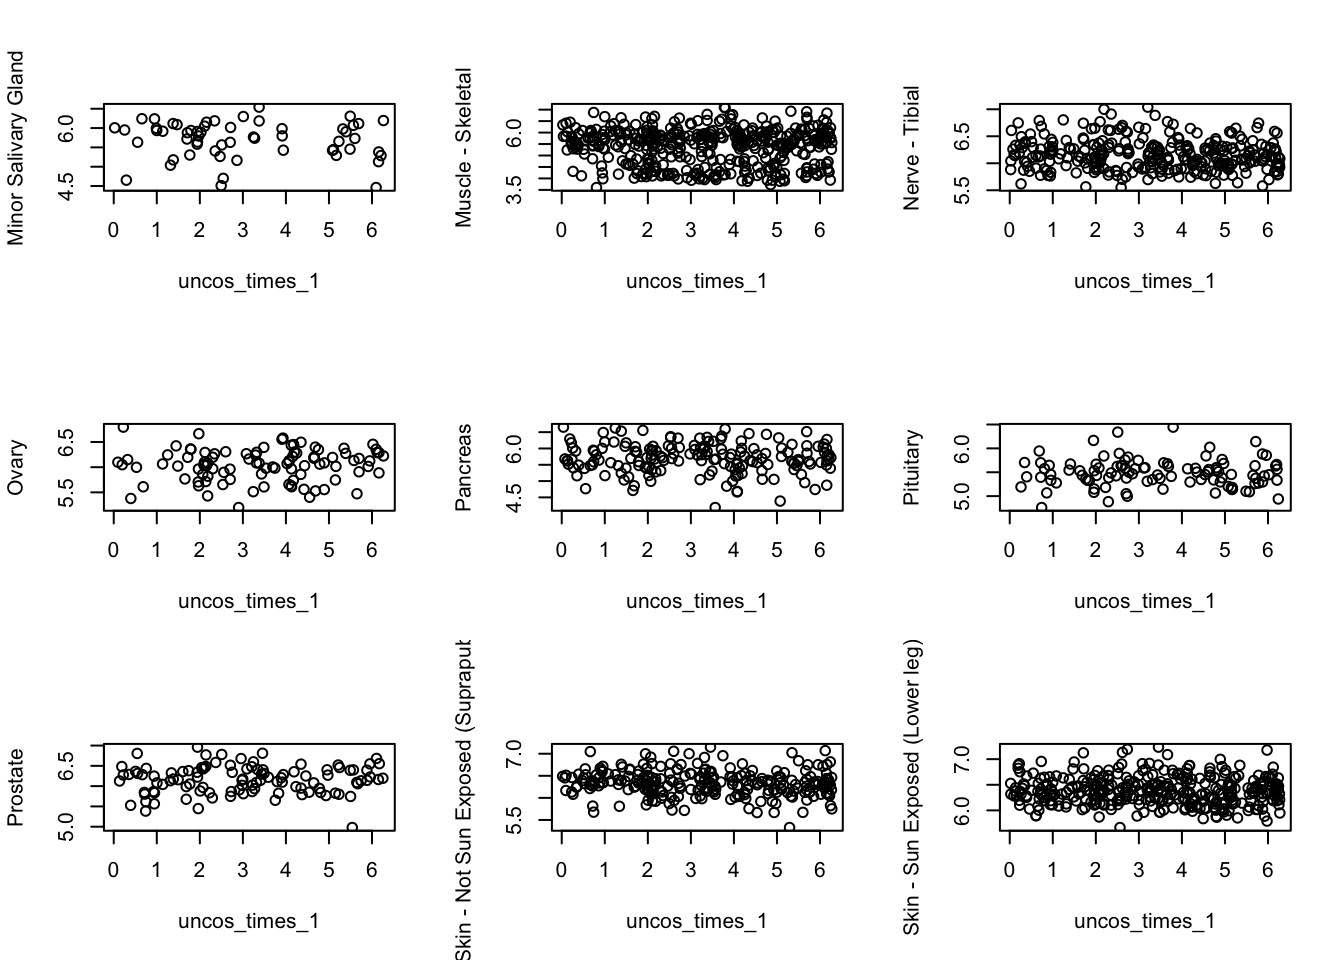 Minor Salivary Gland
4.5 6.0
0 1 2 3 4 5 6
uncos_times_1
Muscle - Skeletal
3.5 6.0
0 1 2 3 4 5 6
uncos_times_1
Nerve - Tibial
5.5 6.5
0 1 2 3 4 5 6
uncos_times_1
Ovary
5.5 6.5
0 1 2 3 4 5 6
uncos_times_1
Pancreas
4.5 6.0
0 1 2 3 4 5 6
uncos_times_1
Pituitary
5.0 6.0
0 1 2 3 4 5 6
uncos_times_1
Prostate
5.0 6.5
0 1 2 3 4 5 6
uncos_times_1
Skin - Not Sun Exposed (Suprapub
5.5 7.0
0 1 2 3 4 5 6
uncos_times_1
Skin - Sun Exposed (Lower leg)
6.0 7.0
0 1 2 3 4 5 6
uncos_times_1